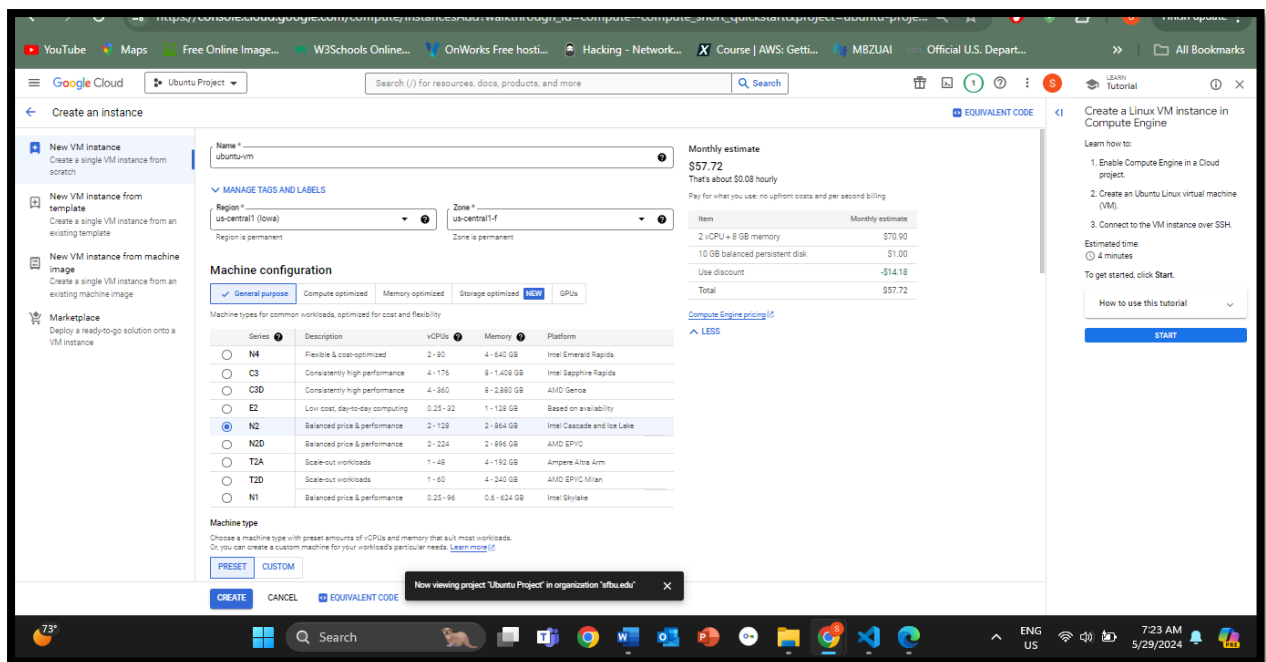 https://console.cloud.google.com/compute/instancesAdd?walkthrough_id=compute--compute_short_quickstart&project=ubuntu-proje...
Finish update
YouTube Maps Free Online Image... W3Schools Online... OnWorks Free hosti... Hacking - Network... Course | AWS: Getti... MBZUAI Official U.S. Depart... » All Bookmarks
Google Cloud Ubuntu Project Search (/) for resources, docs, products, and more Search 1 S LEARN Tutorial
Create an instance
EQUIVALENT CODE
New VM instance
Create a single VM instance from
scratch
New VM instance from
template
Create a single VM instance from an
existing template
New VM instance from machine
image
Create a single VM instance from an
existing machine image
Marketplace
Deploy a ready-to-go solution onto a
VM instance
Name *
ubuntu-vm
MANAGE TAGS AND LABELS
Region * Zone *
us-central1 (Iowa) us-central1-f
Region is permanent Zone is permanent
Machine configuration
General purpose Compute optimized Memory optimized Storage optimized NEW GPUs
Machine types for common workloads, optimized for cost and flexibility
Series Description vCPUs Memory Platform
N4 Flexible & cost-optimized 2 - 80 4 - 640 GB Intel Emerald Rapids
C3 Consistently high performance 4 - 176 8 - 1,408 GB Intel Sapphire Rapids
C3D Consistently high performance 4 - 360 8 - 2,880 GB AMD Genoa
E2 Low cost, day-to-day computing 0.25 - 32 1 - 128 GB Based on availability
N2 Balanced price & performance 2 - 128 2 - 864 GB Intel Cascade and Ice Lake
N2D Balanced price & performance 2 - 224 2 - 896 GB AMD EPYC
T2A Scale-out workloads 1 - 48 4 - 192 GB Ampere Altra Arm
T2D Scale-out workloads 1 - 60 4 - 240 GB AMD EPYC Milan
N1 Balanced price & performance 0.25 - 96 0.6 - 624 GB Intel Skylake
Machine type
Choose a machine type with preset amounts of vCPUs and memory that suit most workloads.
Or, you can create a custom machine for your workload's particular needs. Learn more
PRESET CUSTOM
CREATE CANCEL EQUIVALENT CODE
Now viewing project "Ubuntu Project" in organization "sfbu.edu"
Monthly estimate
$57.72
That's about $0.08 hourly
Pay for what you use: no upfront costs and per second billing
Item Monthly estimate
2 vCPU + 8 GB memory $70.90
10 GB balanced persistent disk $1.00
Use discount -$14.18
Total $57.72
Compute Engine pricing
LESS
Create a Linux VM instance in
Compute Engine
Learn how to:
1. Enable Compute Engine in a Cloud
project.
2. Create an Ubuntu Linux virtual machine
(VM).
3. Connect to the VM instance over SSH.
Estimated time:
4 minutes
To get started, click Start.
How to use this tutorial
START
73°
Search
ENG
US
7:23 AM
5/29/2024
PRE